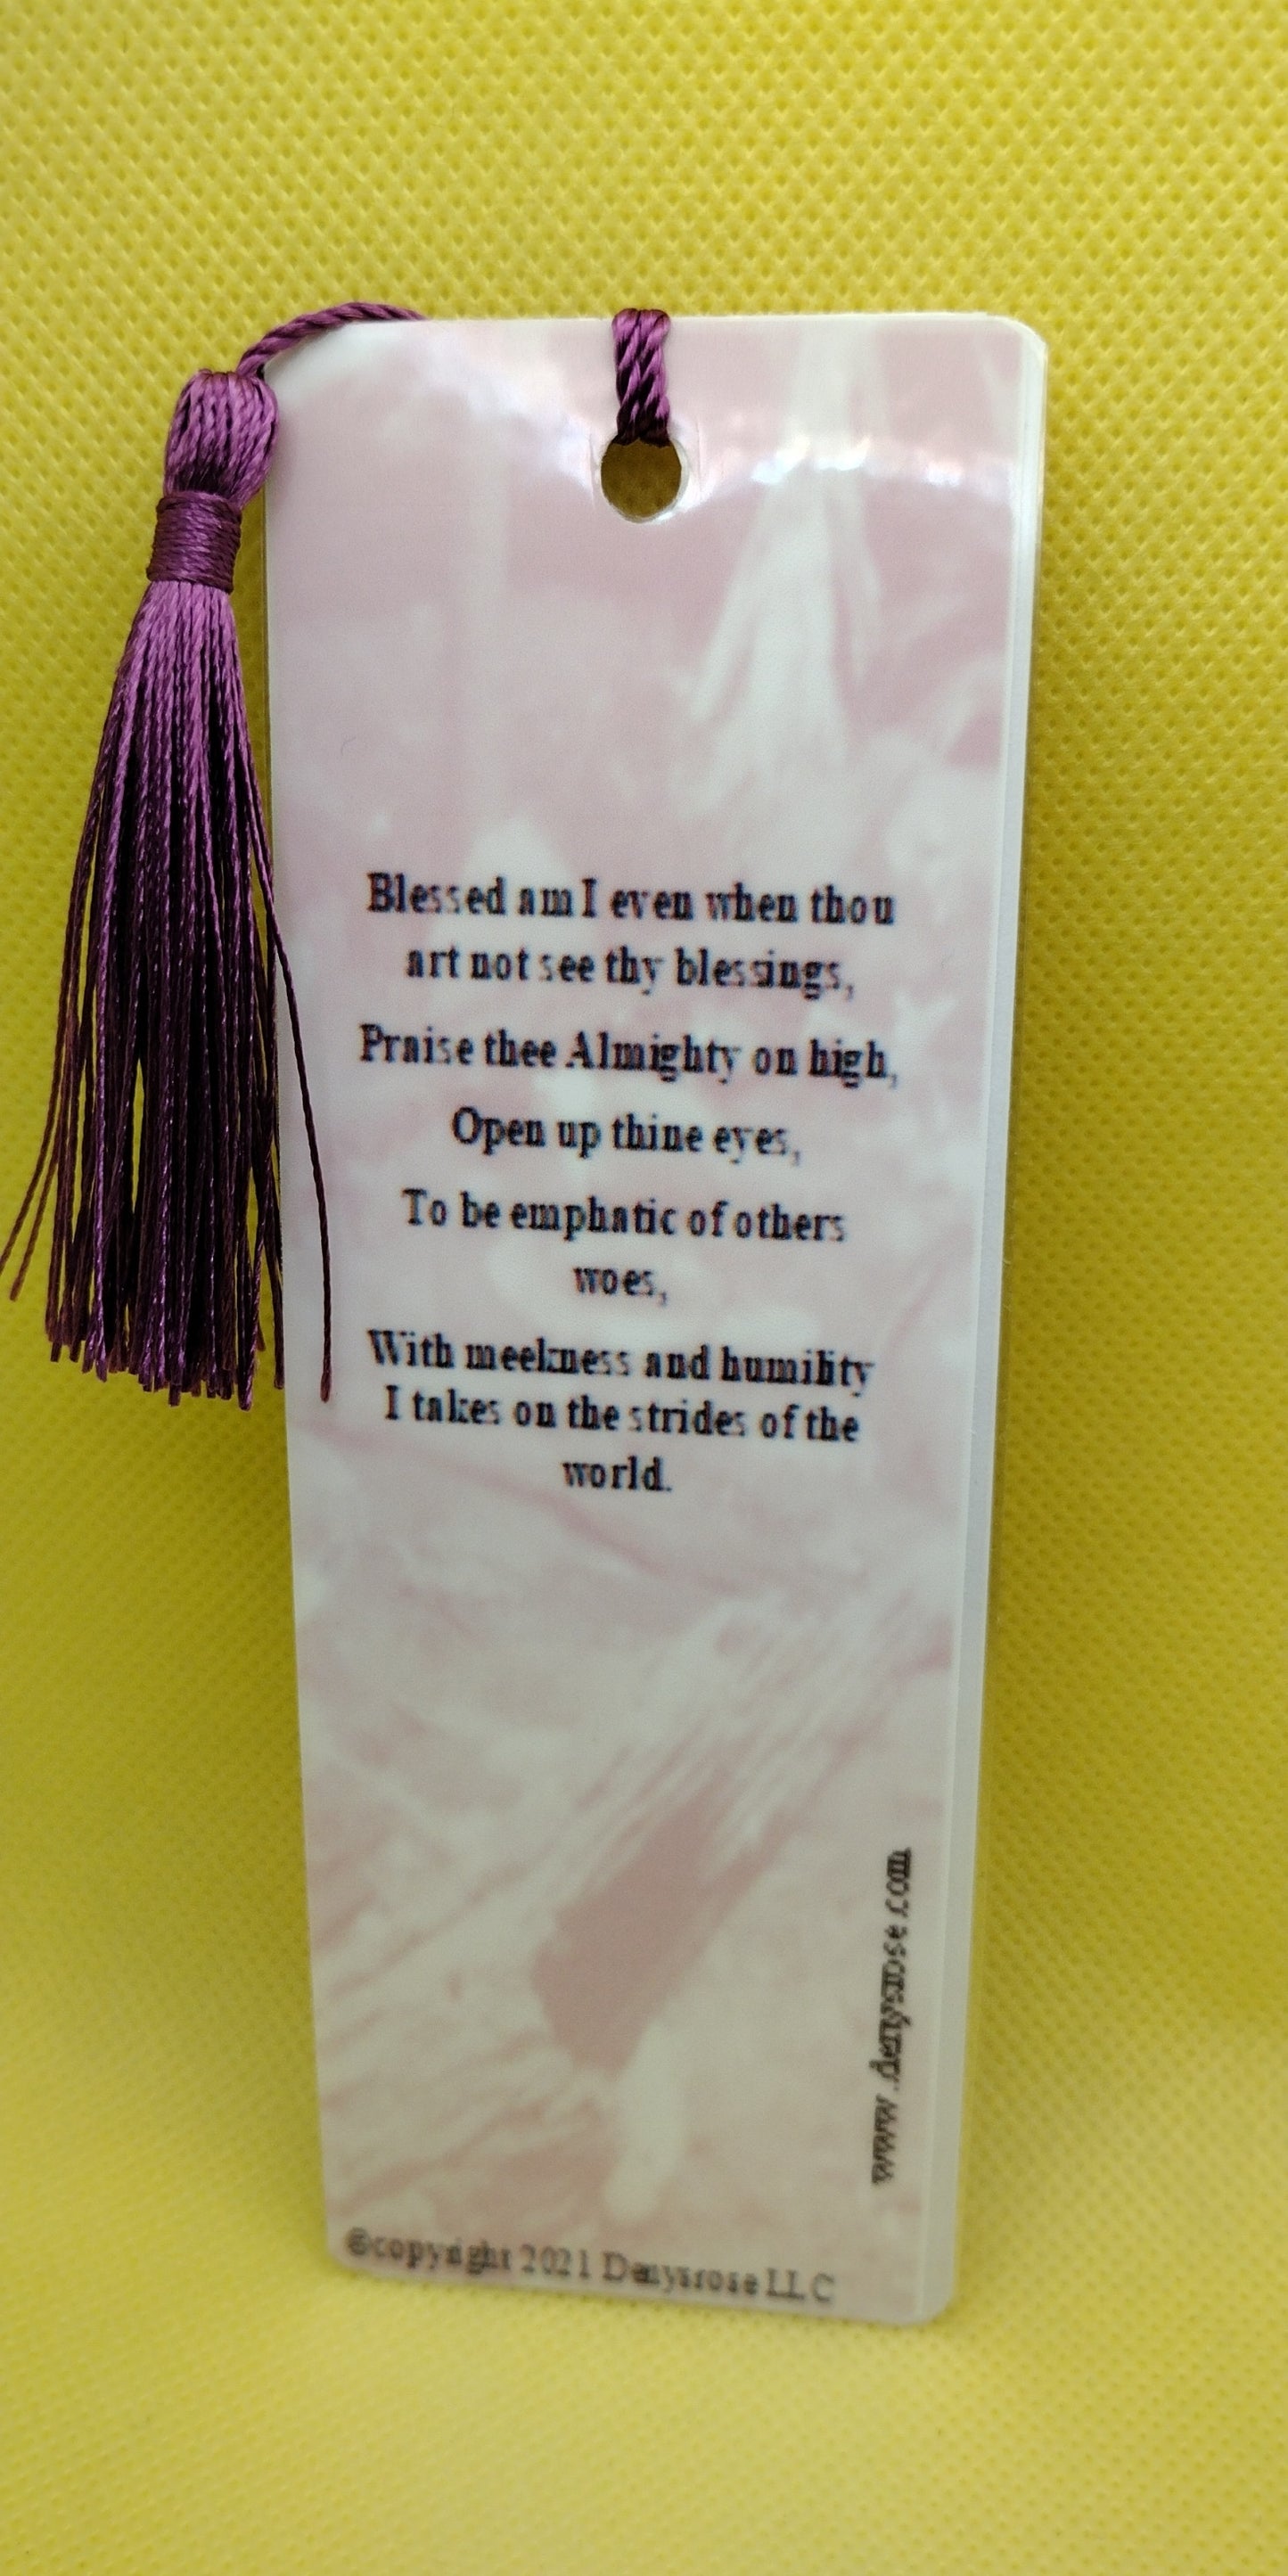 Blessed am I even when thou
art not see thy blessings,
Praise thee Almighty on high,
Open up thine eyes,
To be emphatic of others
woes,
With meekness and humility
I takes on the strides of the
world.
www.denysrose.com
©copyright 2021 Denysrose LLC